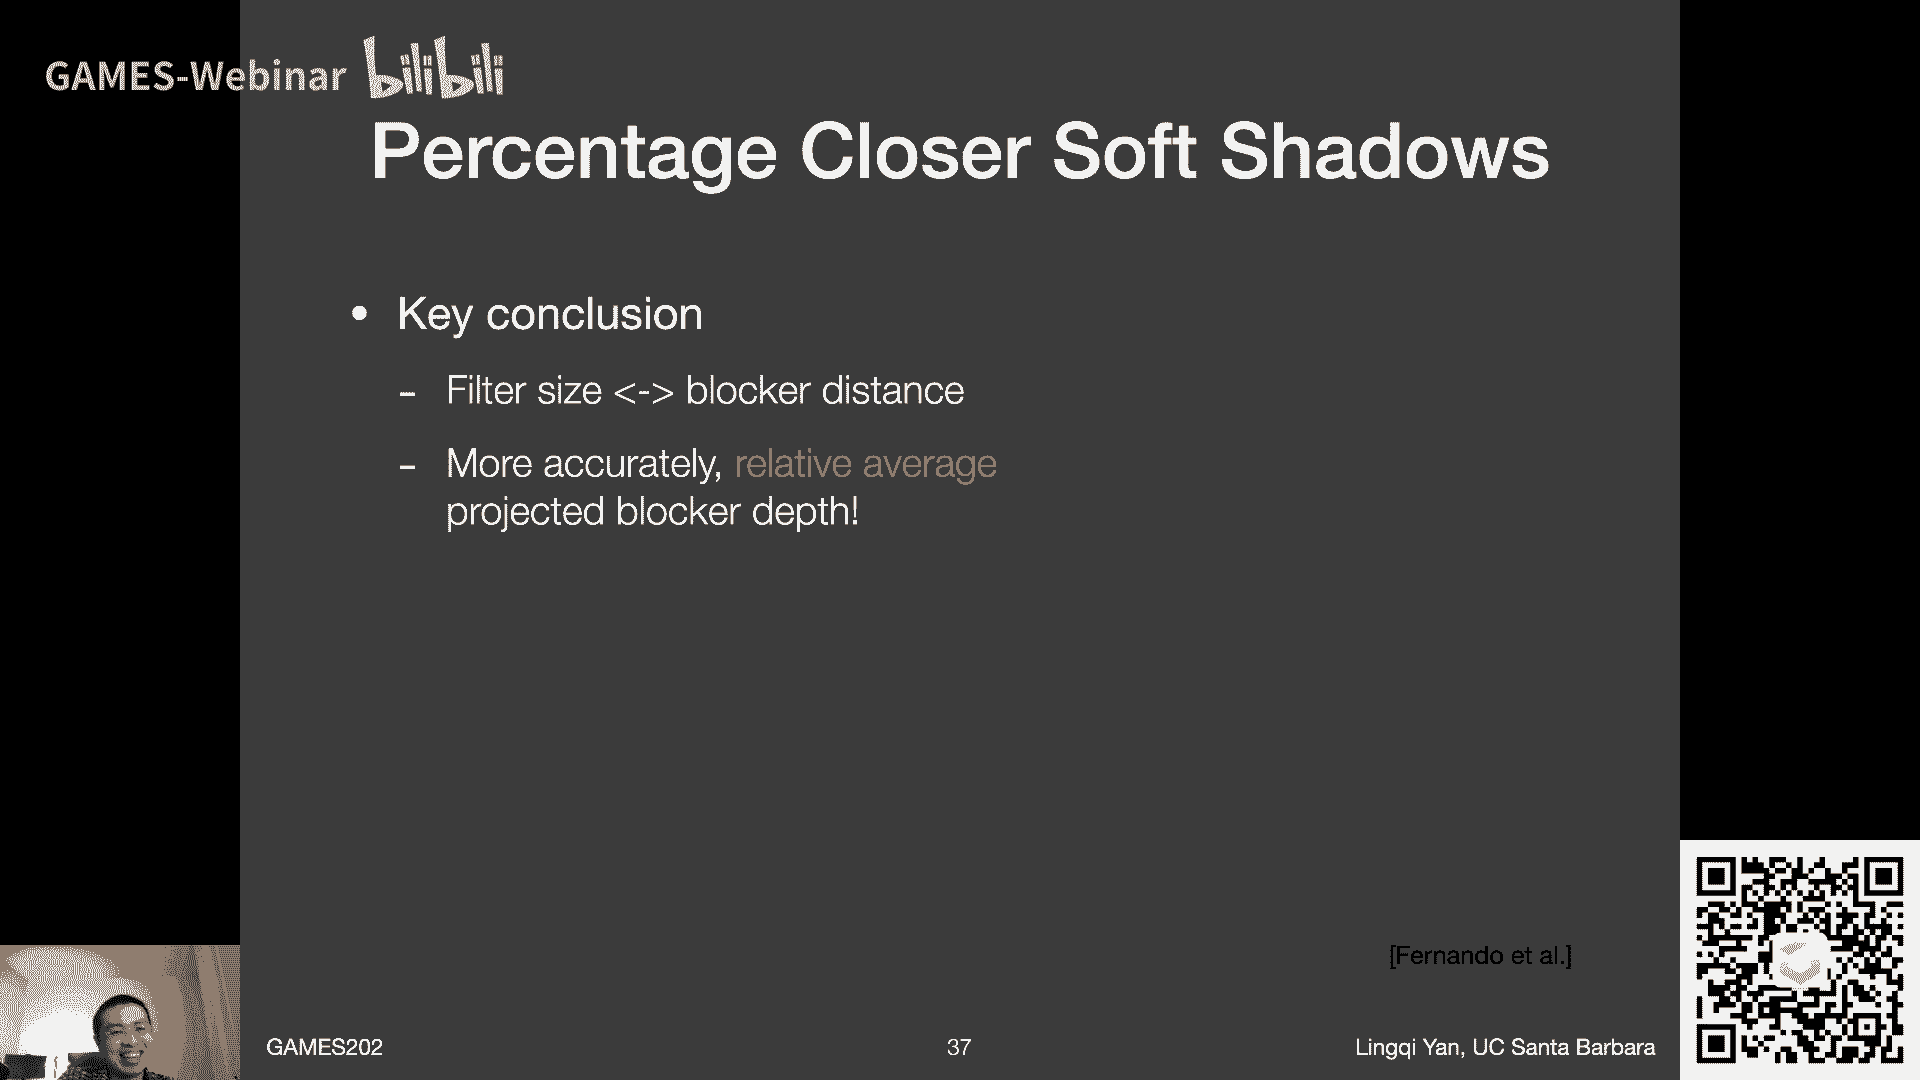 GAMES-Webinar bilibili
Percentage Closer Soft Shadows
• Key conclusion
- Filter size <-> blocker distance
- More accurately, relative average
projected blocker depth!
[Fernando et al.]
GAMES202
37
Lingqi Yan, UC Santa Barbara